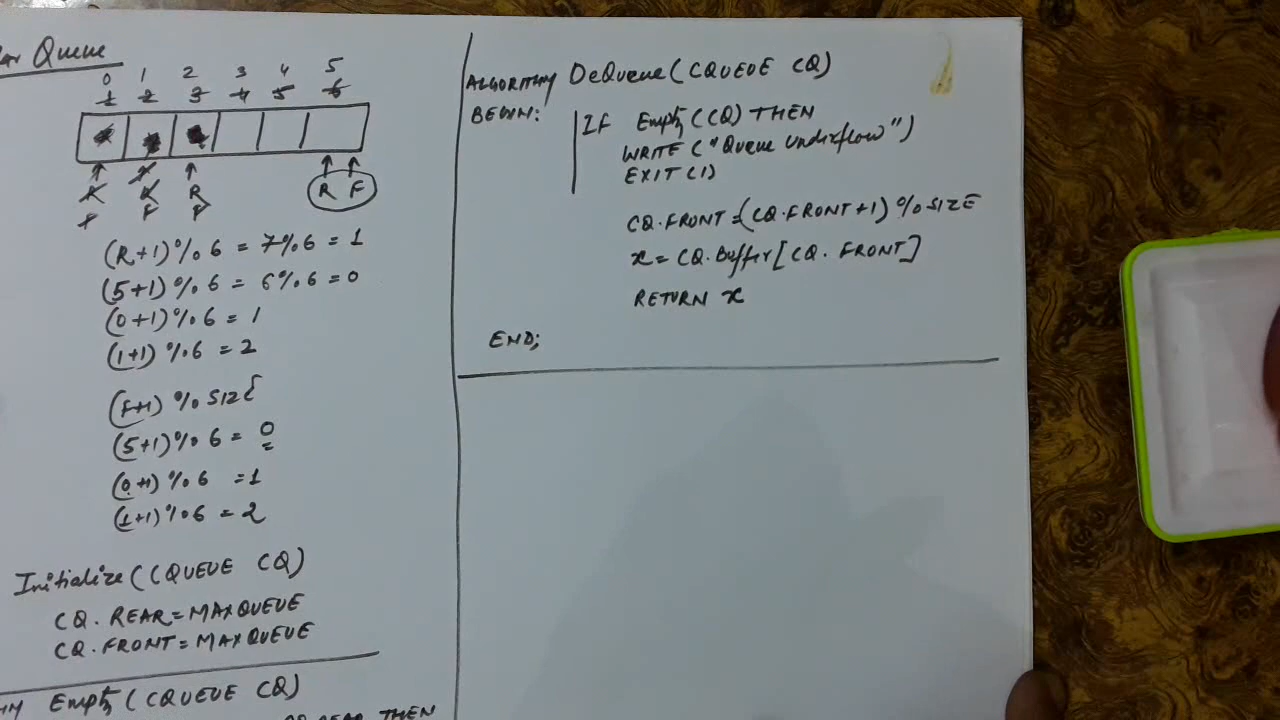 Queue
0 1 2 3 4 5
1 2 3 4 5 6
R R R R F
F F F
(R+1)%6 = 7%6 = 1
(5+1)%6 = 6%6 = 0
(0+1)%6 = 1
(1+1)%6 = 2
(F+1) % SIZE
(5+1)%6 = 0
(0+1)%6 = 1
(1+1)%6 = 2
Initialize(CQUEUE CQ)
CQ.REAR=MAXQUEUE
CQ.FRONT=MAXQUEUE
Empty(CQUEUE CQ)
THEN
ALGORITHM DeQueue(CQUEUE CQ)
BEGIN:
IF Empty(CQ) THEN
WRITE ("Queue Underflow")
EXIT(1)
CQ.FRONT=(CQ.FRONT+1)%SIZE
x=CQ.Buffer[CQ.FRONT]
RETURN x
END;